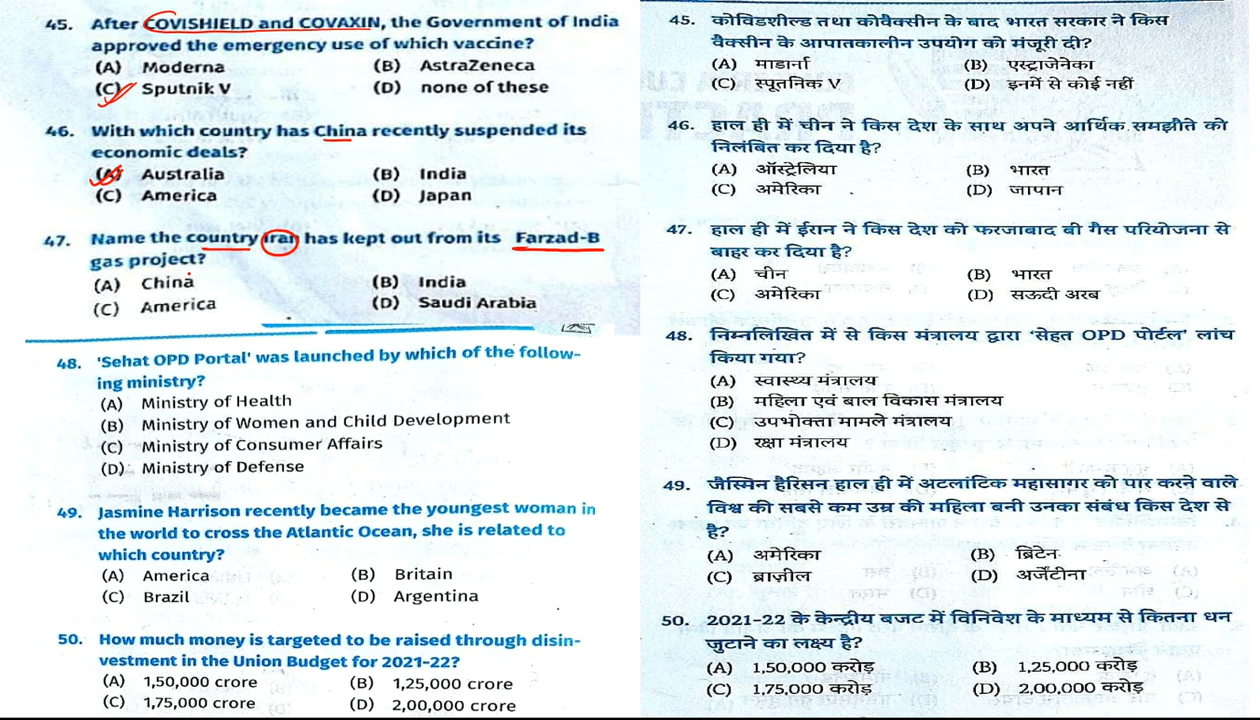 45. After COVISHIELD and COVAXIN, the Government of India
approved the emergency use of which vaccine?
(A) Moderna (B) AstraZeneca
(C) Sputnik V (D) none of these
46. With which country has China recently suspended its
economic deals?
(A) Australia (B) India
(C) America (D) Japan
47. Name the country Iran has kept out from its Farzad-B
gas project?
(A) China (B) India
(C) America (D) Saudi Arabia
48. 'Sehat OPD Portal' was launched by which of the follow-
ing ministry?
(A) Ministry of Health
(B) Ministry of Women and Child Development
(C) Ministry of Consumer Affairs
(D) Ministry of Defense
49. Jasmine Harrison recently became the youngest woman in
the world to cross the Atlantic Ocean, she is related to
which country?
(A) America (B) Britain
(C) Brazil (D) Argentina
50. How much money is targeted to be raised through disin-
vestment in the Union Budget for 2021-22?
(A) 1,50,000 crore (B) 1,25,000 crore
(C) 1,75,000 crore (D) 2,00,000 crore
45. कोविडशील्ड तथा कोवैक्सीन के बाद भारत सरकार ने किस
वैक्सीन के आपातकालीन उपयोग को मंजूरी दी?
(A) माडार्ना (B) एस्ट्राजेनेका
(C) स्पूतनिक V (D) इनमें से कोई नहीं
46. हाल ही में चीन ने किस देश के साथ अपने आर्थिक समझौते को
निलंबित कर दिया है?
(A) ऑस्ट्रेलिया (B) भारत
(C) अमेरिका (D) जापान
47. हाल ही में ईरान ने किस देश को फरजाबाद बी गैस परियोजना से
बाहर कर दिया है?
(A) चीन (B) भारत
(C) अमेरिका (D) सऊदी अरब
48. निम्नलिखित में से किस मंत्रालय द्वारा 'सेहत OPD पोर्टल' लांच
किया गया?
(A) स्वास्थ्य मंत्रालय
(B) महिला एवं बाल विकास मंत्रालय
(C) उपभोक्ता मामले मंत्रालय
(D) रक्षा मंत्रालय
49. जैस्मिन हैरिसन हाल ही में अटलांटिक महासागर को पार करने वाले
विश्व की सबसे कम उम्र की महिला बनी उनका संबंध किस देश से
है?
(A) अमेरिका (B) ब्रिटेन
(C) ब्राज़ील (D) अर्जेंटीना
50. 2021-22 के केन्द्रीय बजट में विनिवेश के माध्यम से कितना धन
जुटाने का लक्ष्य है?
(A) 1,50,000 करोड़ (B) 1,25,000 करोड़
(C) 1,75,000 करोड़ (D) 2,00,000 करोड़